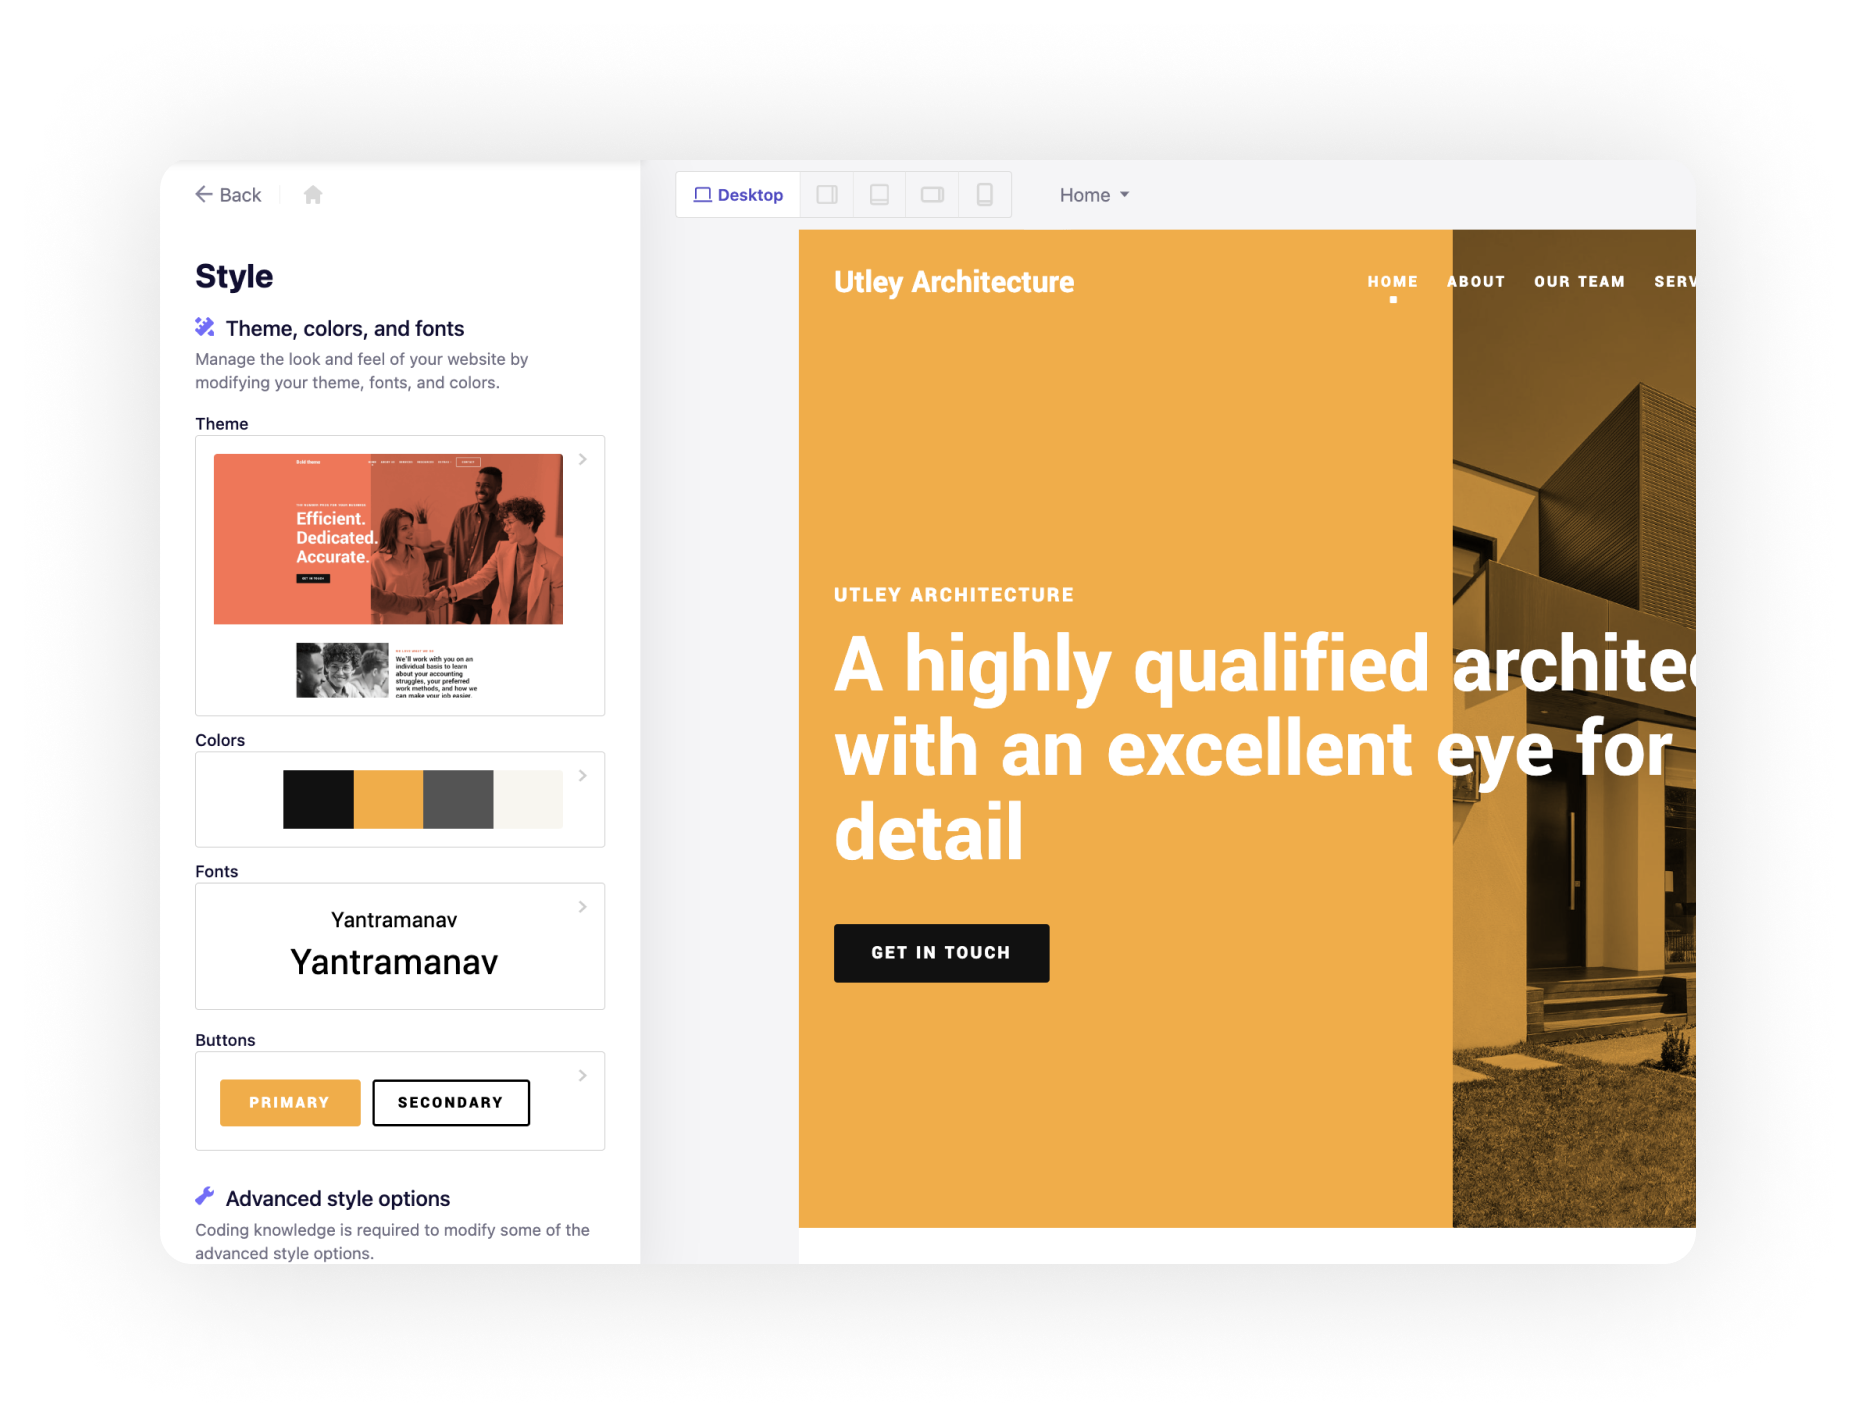 Back
Style
Theme, colors, and fonts
Manage the look and feel of your website by
modifying your theme, fonts, and colors.
Theme
Efficient.
Dedicated.
Accurate.
GET IN TOUCH
We'll work with you on an
individual basis to learn
about your accounting
struggles, your preferred
work methods, and how we
can make your job easier.
Colors
Fonts
Yantramanav
Yantramanav
Buttons
PRIMARY
SECONDARY
Advanced style options
Coding knowledge is required to modify some of the
advanced style options.
Desktop
Home
Utley Architecture
HOME ABOUT OUR TEAM SERV
UTLEY ARCHITECTURE
A highly qualified architec
with an excellent eye for
detail
GET IN TOUCH